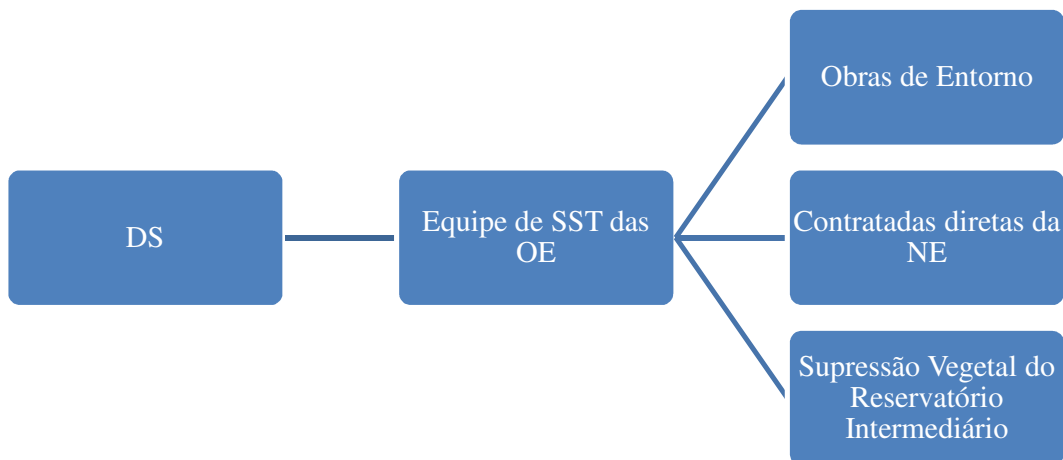 DS
Equipe de SST das
OE
Obras de Entorno
Contratadas diretas da
NE
Supressão Vegetal do
Reservatório
Intermediário